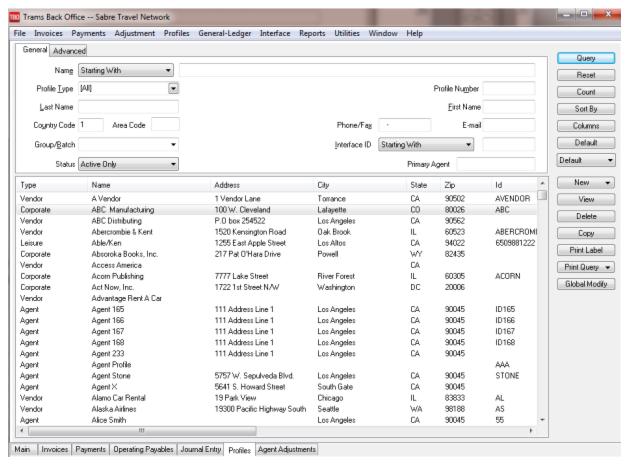 TBO Trams Back Office -- Sabre Travel Network
File Invoices Payments Adjustment Profiles General-Ledger Interface Reports Utilities Window Help
General Advanced
Name Starting With
Profile Type [All] Profile Number
Last Name First Name
Country Code 1 Area Code Phone/Fax - E-mail
Group/Batch Interface ID Starting With
Status Active Only Primary Agent
Query
Reset
Count
Sort By
Columns
Default
Default
New
View
Delete
Copy
Print Label
Print Query
Global Modify
Type Name Address City State Zip Id
Vendor A Vendor 1 Vendor Lane Torrance CA 90502 AVENDOR
Corporate ABC Manufacturing 100 W. Cleveland Lafayette CO 80026 ABC
Vendor ABC Distributing P.O box 254522 Los Angeles CA 90562
Vendor Abercrombie & Kent 1520 Kensington Road Oak Brook IL 60523 ABERCROMI
Leisure Able/Ken 1255 East Apple Street Los Altos CA 94022 6509881222
Corporate Absoroka Books, Inc. 217 Pat O'Hara Drive Powell WY 82435
Vendor Access America CA
Corporate Acorn Publishing 7777 Lake Street River Forest IL 60305 ACORN
Corporate Act Now, Inc. 1722 1st Street N/W Washington DC 20006
Vendor Advantage Rent A Car
Agent Agent 165 111 Address Line 1 Los Angeles CA 90045 ID165
Agent Agent 166 111 Address Line 1 Los Angeles CA 90045 ID166
Agent Agent 167 111 Address Line 1 Los Angeles CA 90045 ID167
Agent Agent 168 111 Address Line 1 Los Angeles CA 90045 ID168
Agent Agent 233 111 Address Line 1 Los Angeles CA 90045
Agent Agent Profile AAA
Agent Agent Stone 5757 W. Sepulveda Blvd. Los Angeles CA 90045 STONE
Agent Agent X 5641 S. Howard Street South Gate CA 90045
Vendor Alamo Car Rental 19 Park View Chicago IL 83833 AL
Vendor Alaska Airlines 19300 Pacific Highway South Seattle WA 98188 AS
Agent Alice Smith Los Angeles CA 90045 55
Main Invoices Payments Operating Payables Journal Entry Profiles Agent Adjustments